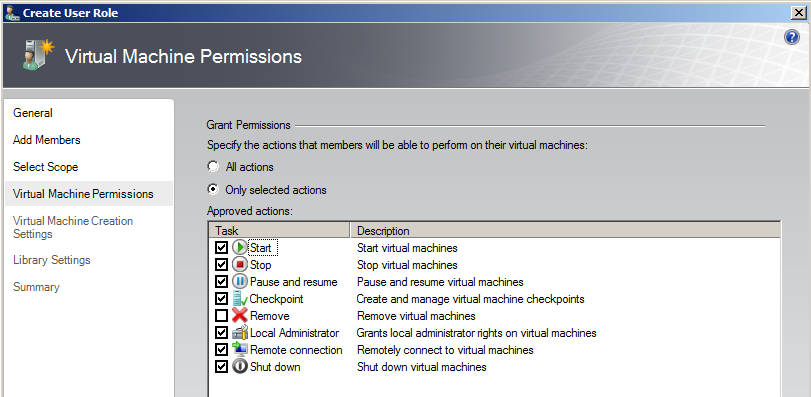 Create User Role
Virtual Machine Permissions
General
Add Members
Select Scope
Virtual Machine Permissions
Virtual Machine Creation
Settings
Library Settings
Summary
Grant Permissions
Specify the actions that members will be able to perform on their virtual machines:
All actions
Only selected actions
Approved actions:
Task Description
Start Start virtual machines
Stop Stop virtual machines
Pause and resume Pause and resume virtual machines
Checkpoint Create and manage virtual machine checkpoints
Remove Remove virtual machines
Local Administrator Grants local administrator rights on virtual machines
Remote connection Remotely connect to virtual machines
Shut down Shut down virtual machines